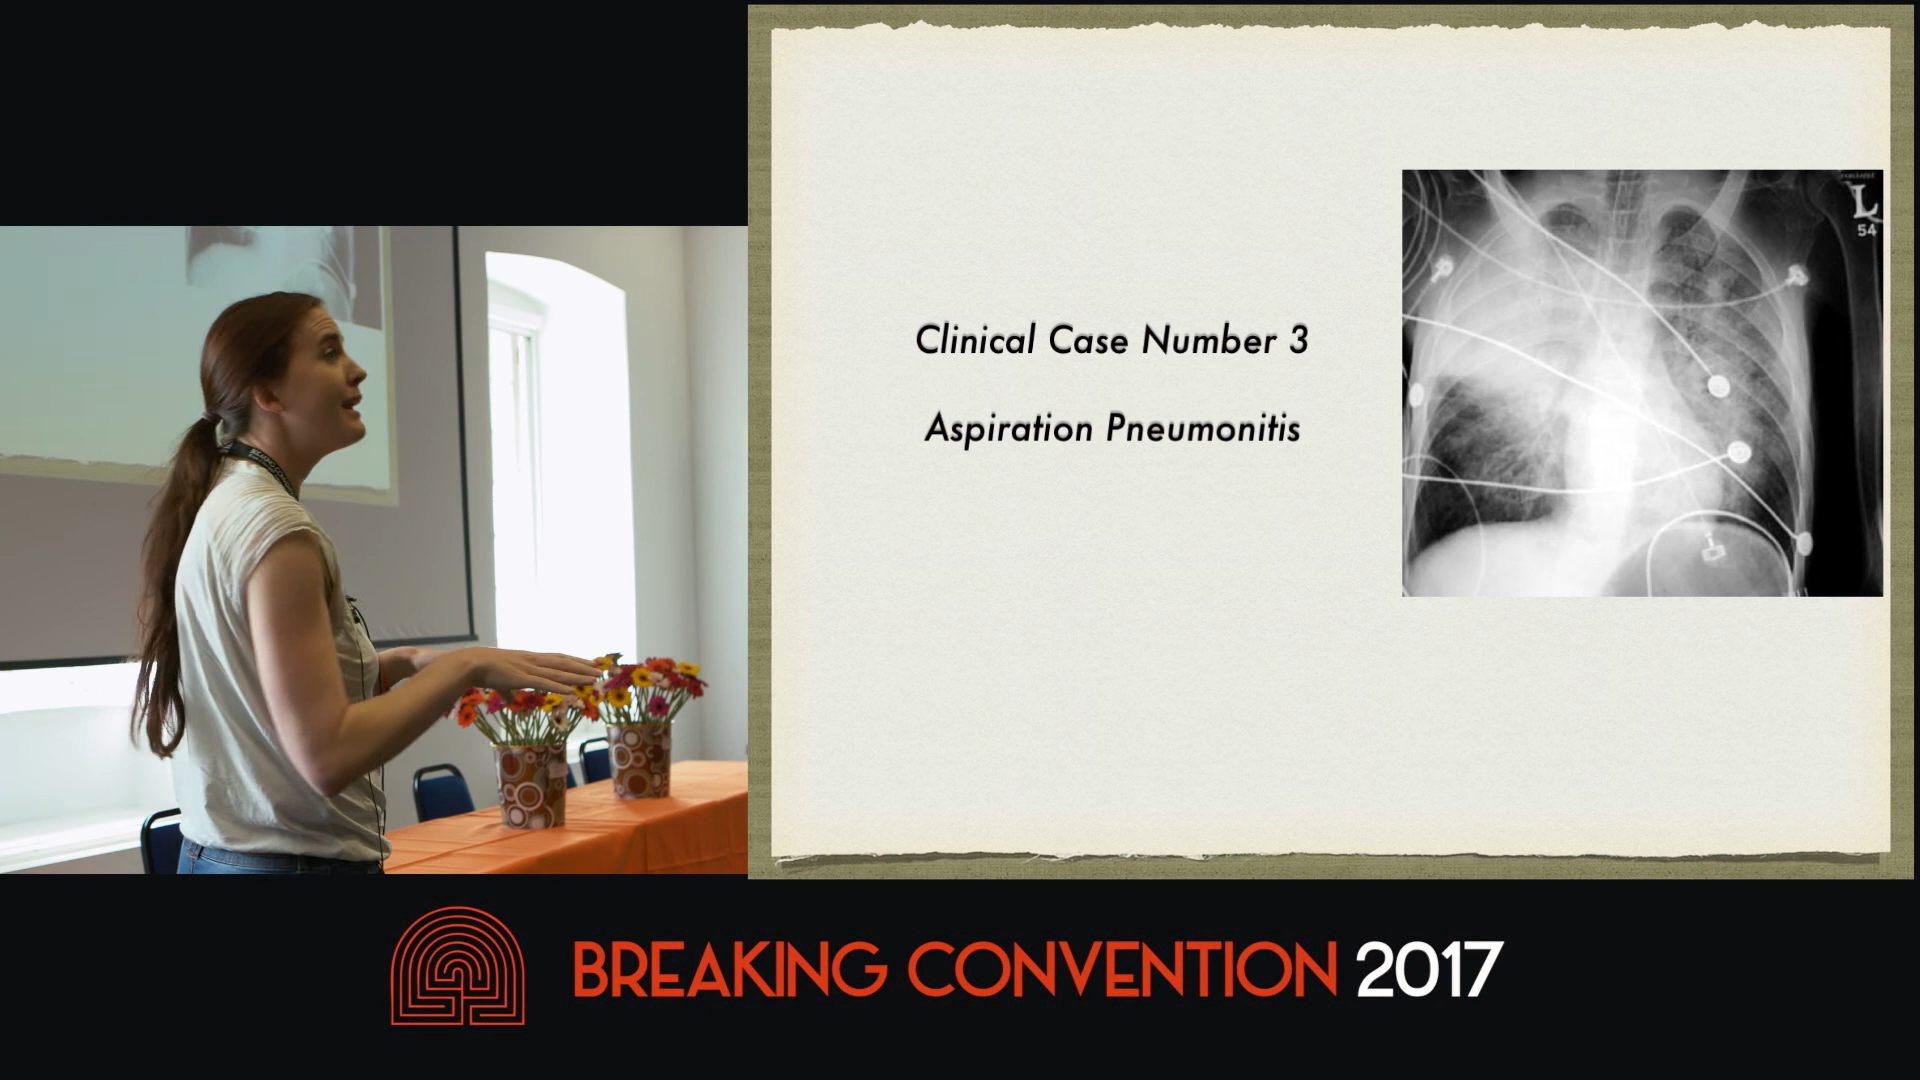 Clinical Case Number 3
Aspiration Pneumonitis
L
54
BREAKING CONVENTION 2017